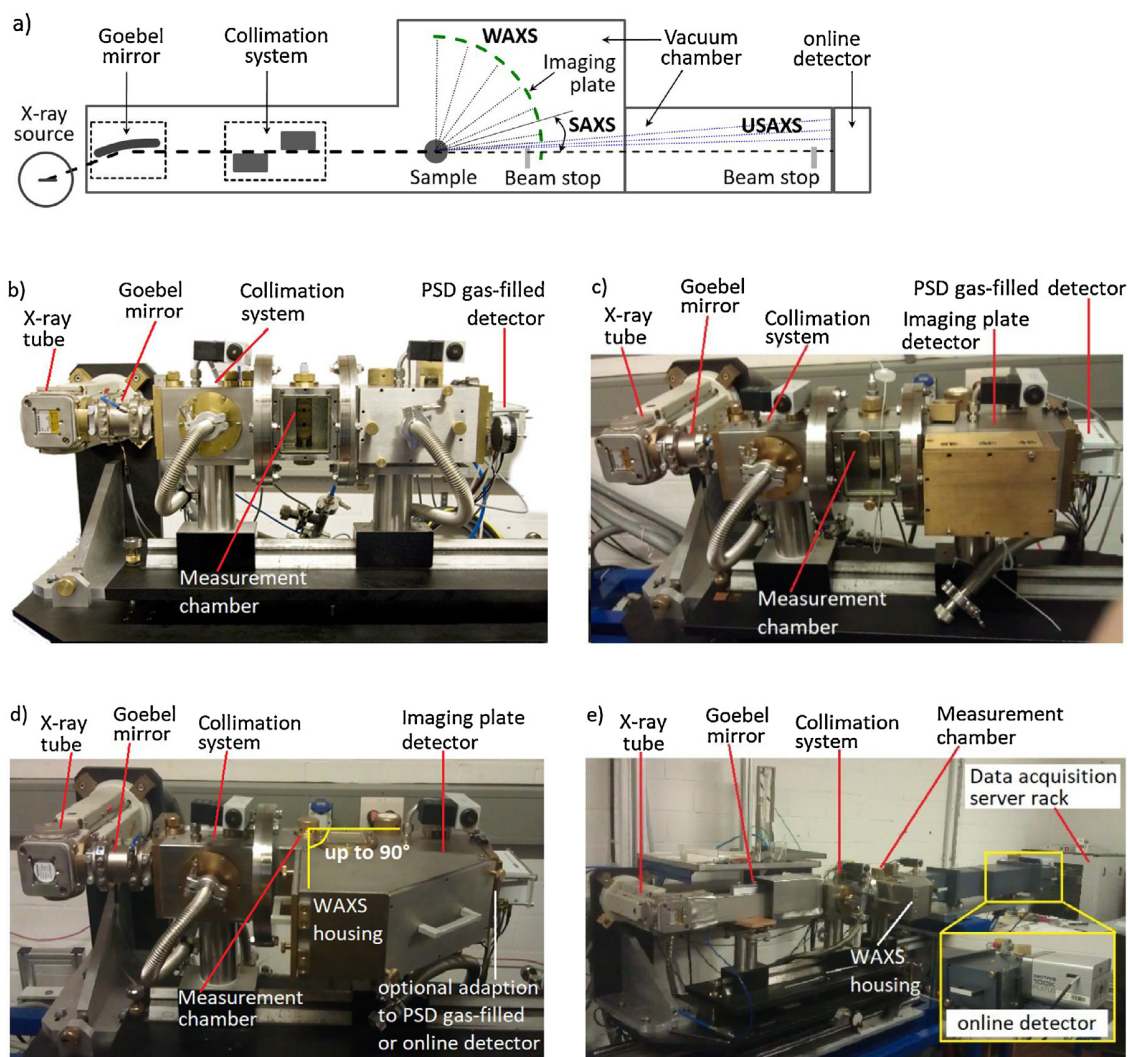 a)
Goebel
mirror
Collimation
system
WAXS
Vacuum
chamber
online
detector
Imaging
plate
X-ray
source
SAXS
USAXS
Sample
Beam stop
Beam stop
b)
X-ray
tube
Goebel
mirror
Collimation
system
PSD gas-filled
detector
Measurement
chamber
c)
X-ray
tube
Goebel
mirror
Collimation
system
PSD gas-filled detector
Imaging plate
detector
Measurement
chamber
d)
X-ray
tube
Goebel
mirror
Collimation
system
Imaging plate
detector
up to 90°
WAXS
housing
Measurement
chamber
optional adaption
to PSD gas-filled
or online detector
e)
X-ray
tube
Goebel
mirror
Collimation
system
Measurement
chamber
Data acquisition
server rack
WAXS
housing
100K
online detector